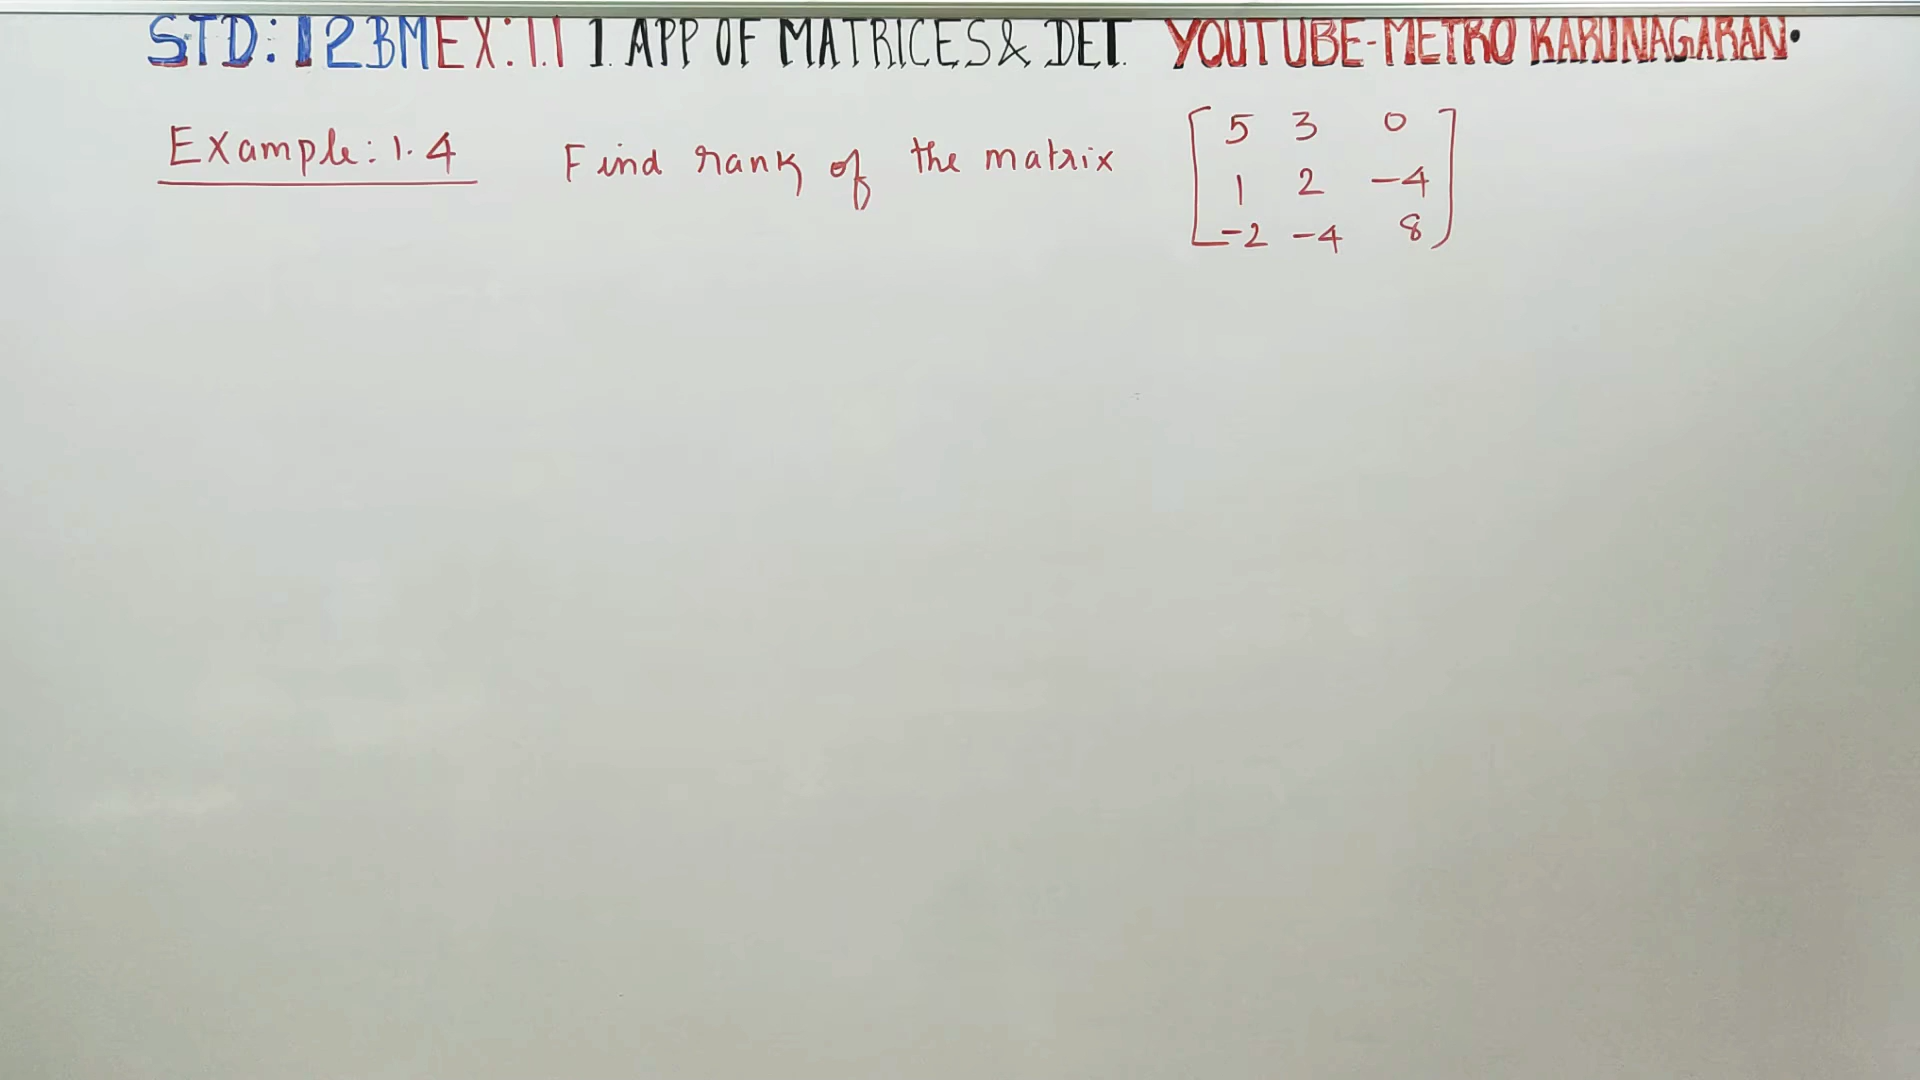 STD: 12BM EX: 1.1 1. APP OF MATRICES & DET. YOUTUBE-METRO KARUNAGARAN.
Example: 1.4 Find rank of the matrix
5 3 0
1 2 -4
-2 -4 8